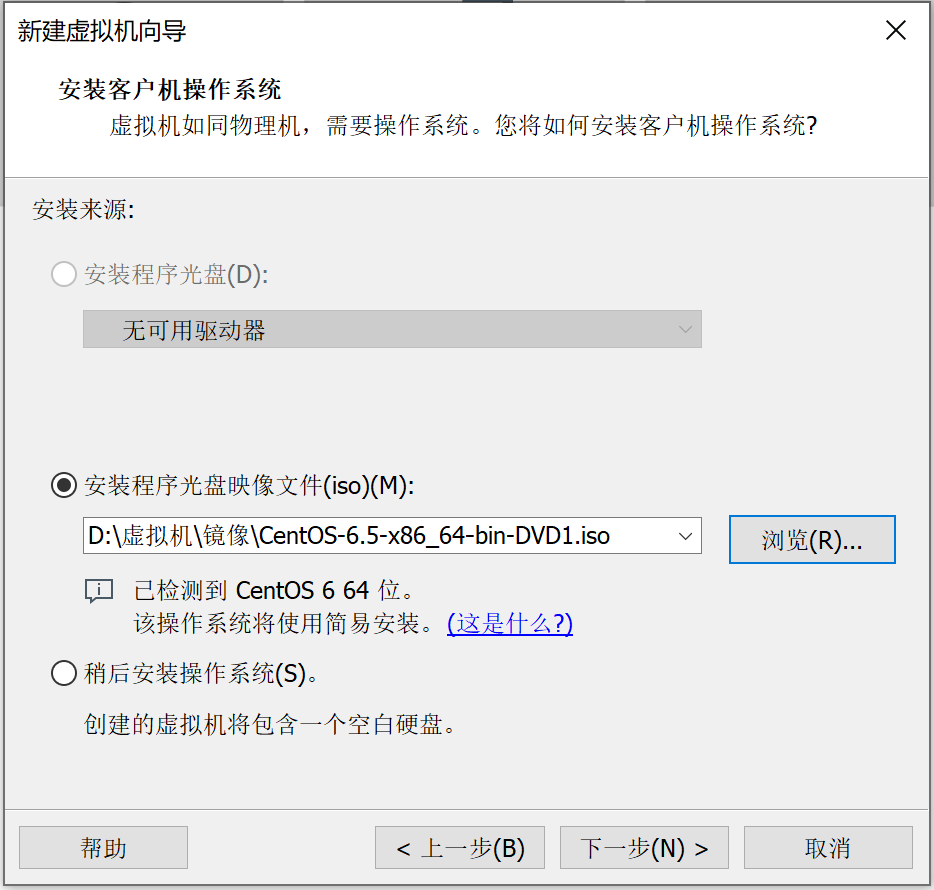 新建虚拟机向导
安装客户机操作系统
虚拟机如同物理机，需要操作系统。您将如何安装客户机操作系统?
安装来源:
安装程序光盘(D):
无可用驱动器
安装程序光盘映像文件(iso)(M):
D:\虚拟机\镜像\CentOS-6.5-x86_64-bin-DVD1.iso
浏览(R)...
已检测到 CentOS 6 64 位。
该操作系统将使用简易安装。(这是什么?)
稍后安装操作系统(S)。
创建的虚拟机将包含一个空白硬盘。
帮助
< 上一步(B)
下一步(N) >
取消